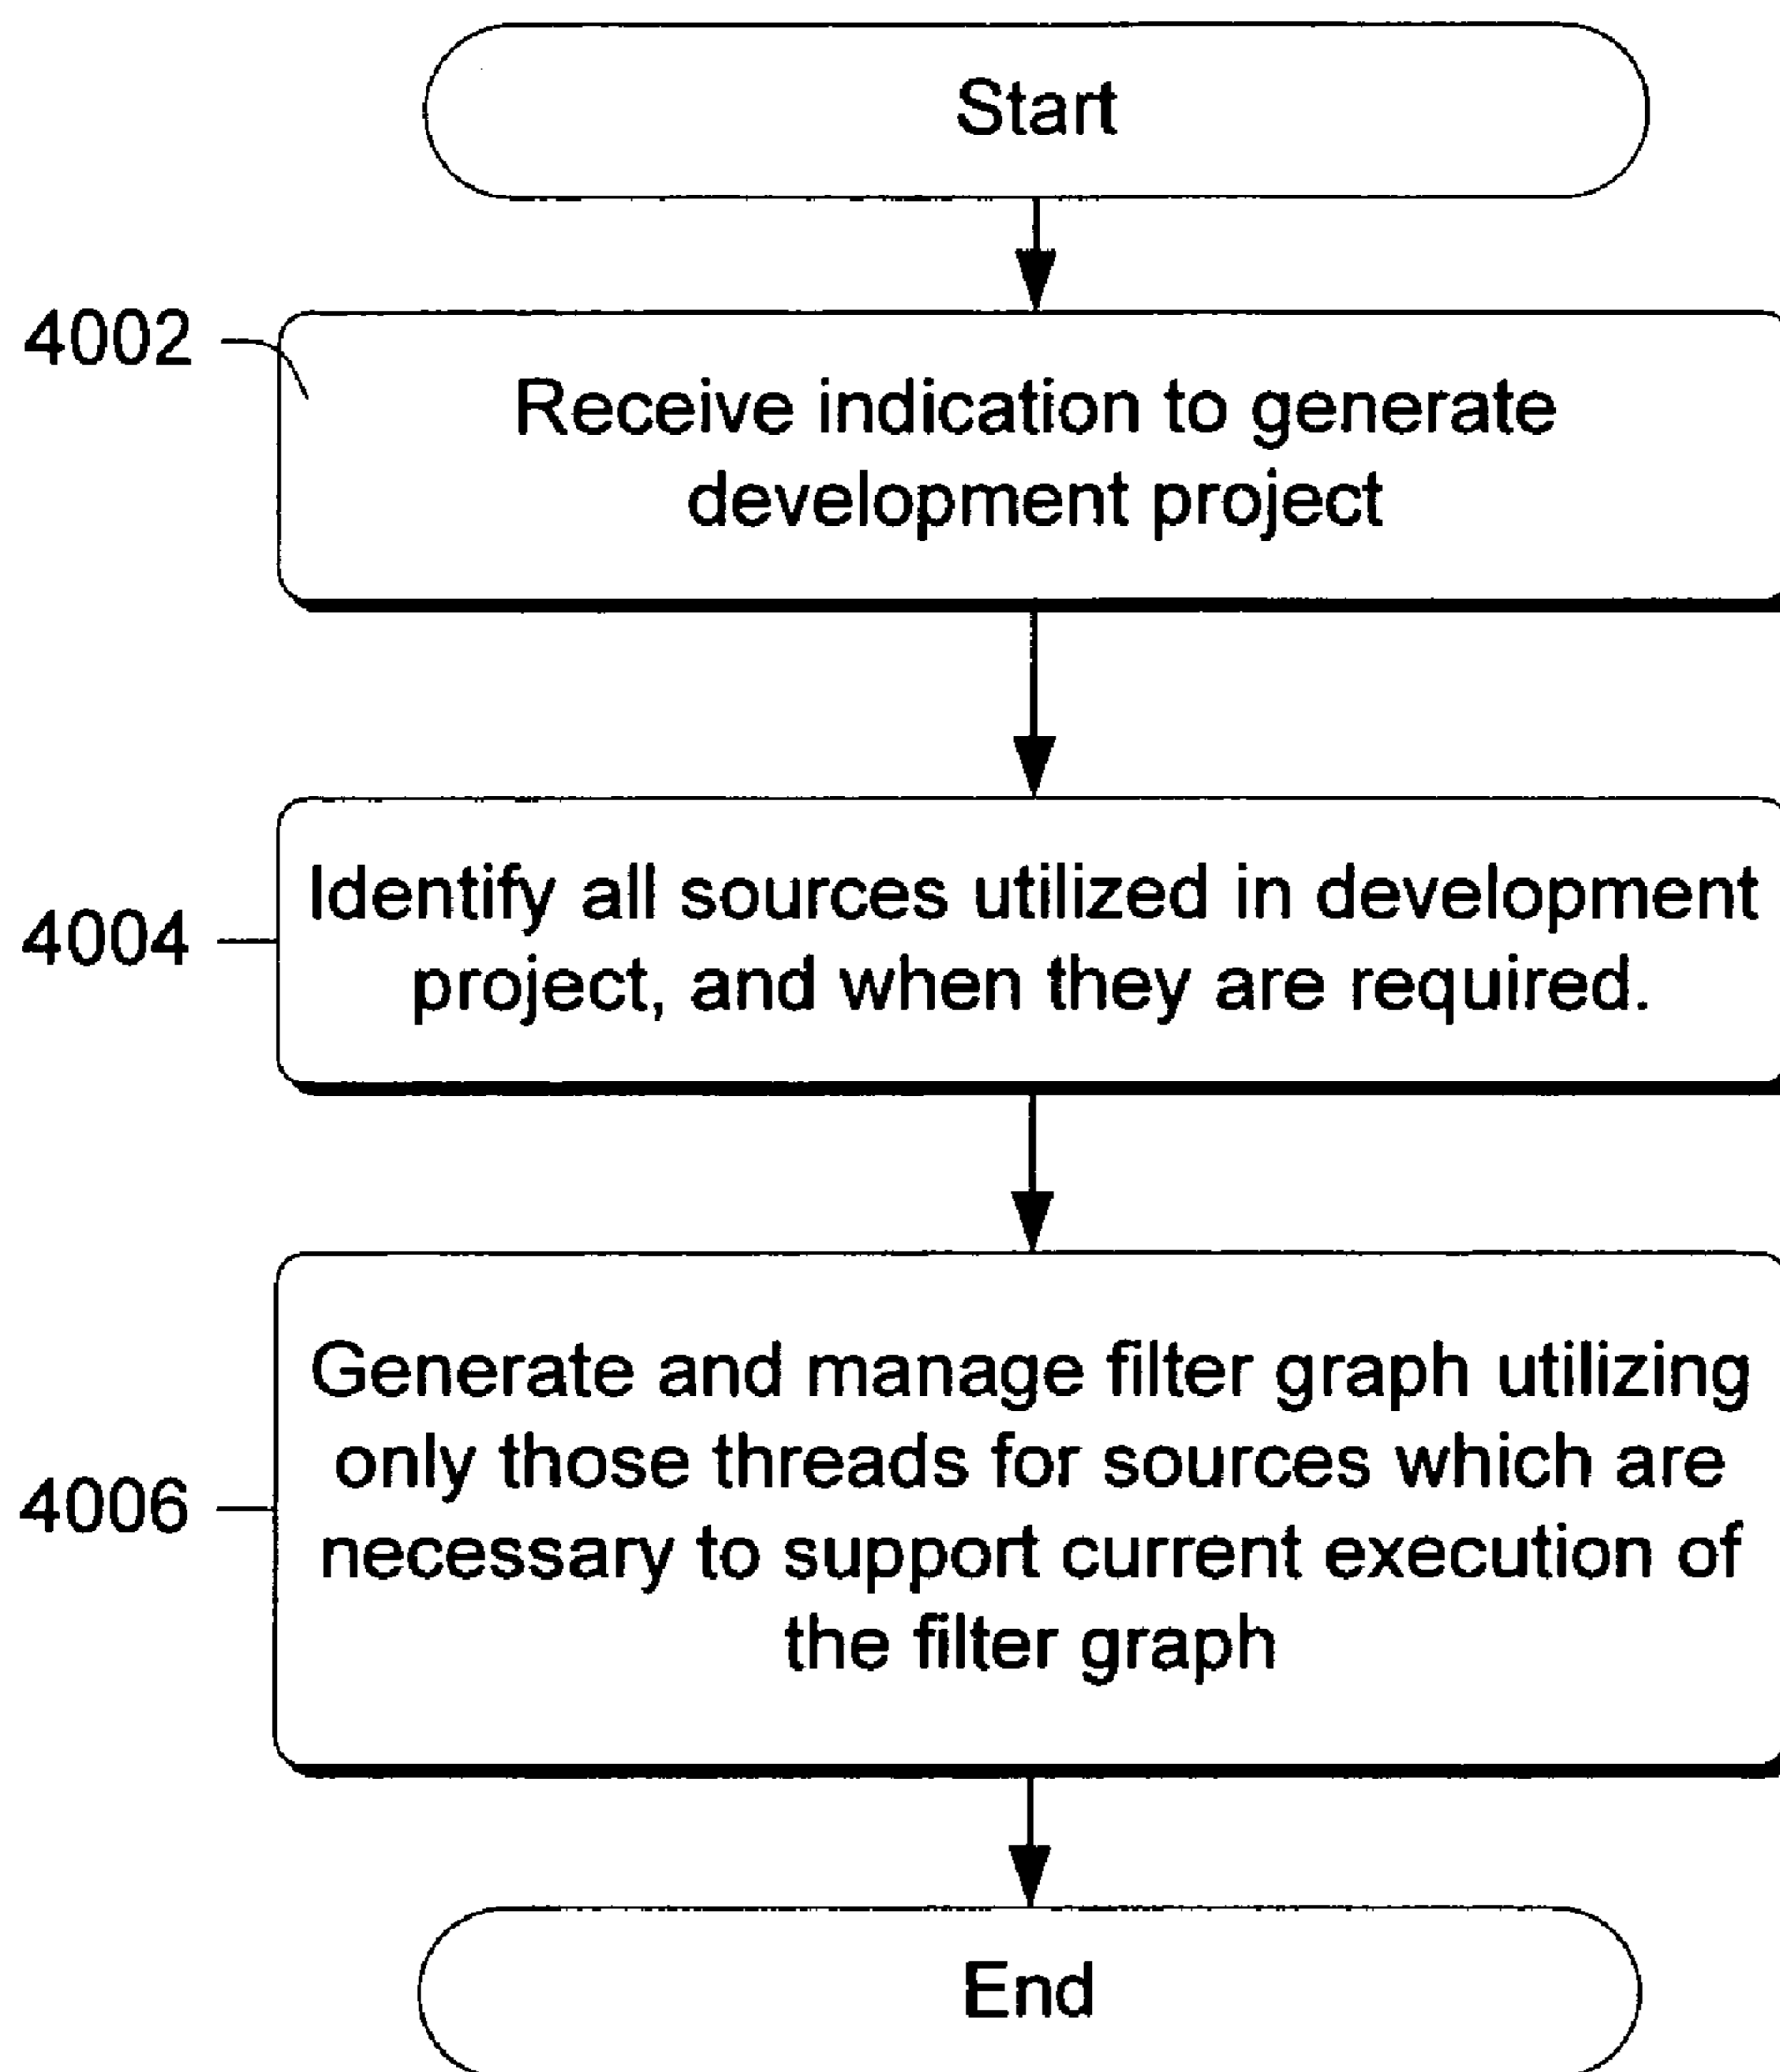 Start
4002
Receive indication to generate
development project
4004
Identify all sources utilized in development
project, and when they are required.
4006
Generate and manage filter graph utilizing
only those threads for sources which are
necessary to support current execution of
the filter graph
End